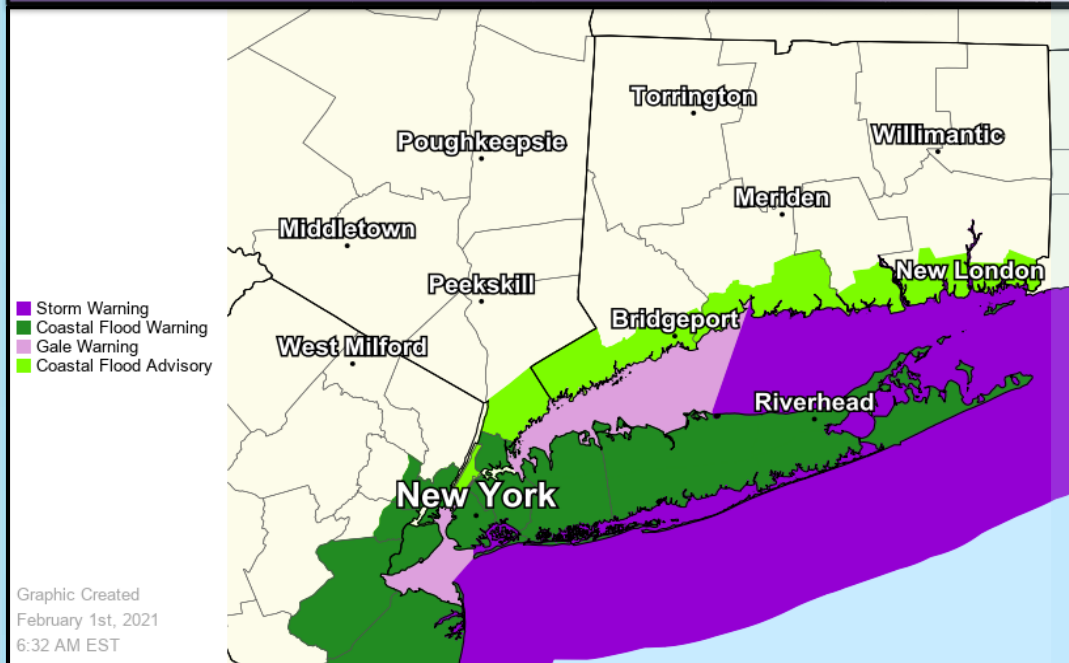 Torrington
Poughkeepsie
Willimantic
Meriden
Middletown
New London
Peekskill
Storm Warning
Coastal Flood Warning
Gale Warning
Coastal Flood Advisory
Bridgeport
West Milford
Riverhead
New York
Graphic Created
February 1st, 2021
6:32 AM EST